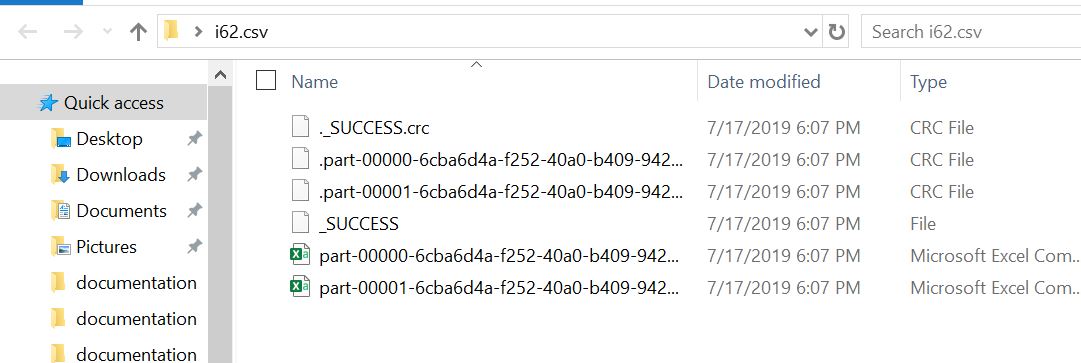 i62.csv
Search i62.csv
Name Date modified Type
Quick access
Desktop
Downloads
Documents
Pictures
documentation
documentation
documentation
._SUCCESS.crc 7/17/2019 6:07 PM CRC File
.part-00000-6cba6d4a-f252-40a0-b409-942... 7/17/2019 6:07 PM CRC File
.part-00001-6cba6d4a-f252-40a0-b409-942... 7/17/2019 6:07 PM CRC File
_SUCCESS 7/17/2019 6:07 PM File
part-00000-6cba6d4a-f252-40a0-b409-942... 7/17/2019 6:07 PM Microsoft Excel Com...
part-00001-6cba6d4a-f252-40a0-b409-942... 7/17/2019 6:07 PM Microsoft Excel Com...